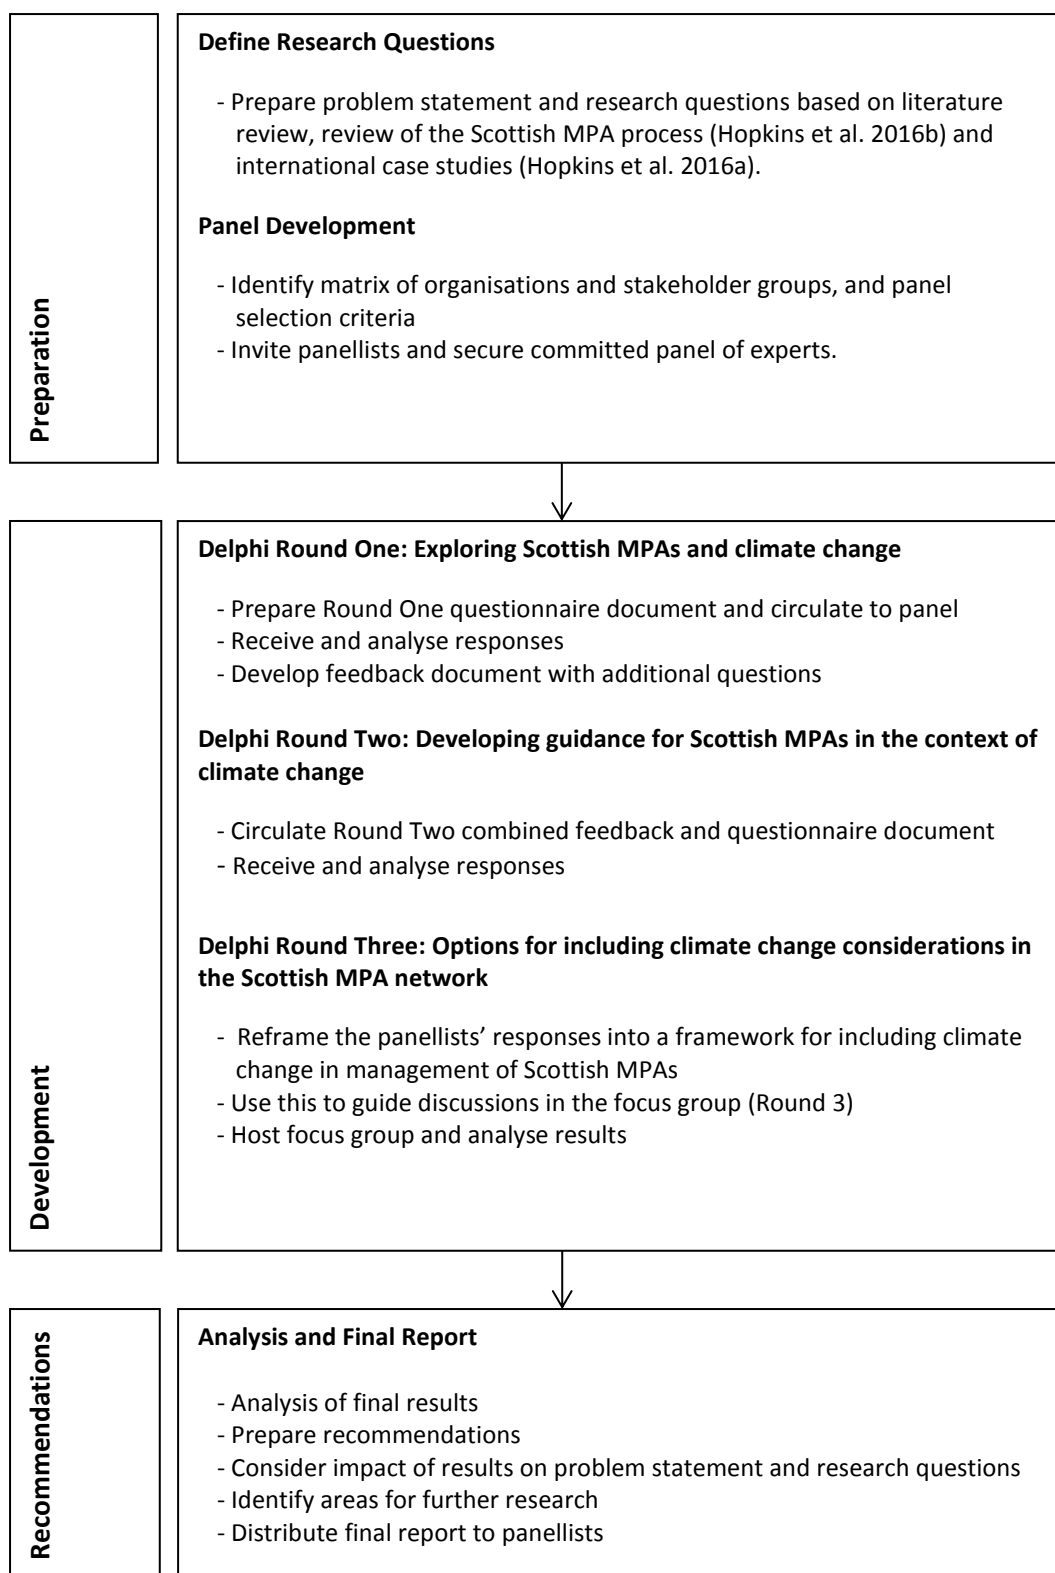 Preparation
Define Research Questions
- Prepare problem statement and research questions based on literature
review, review of the Scottish MPA process (Hopkins et al. 2016b) and
international case studies (Hopkins et al. 2016a).
Panel Development
- Identify matrix of organisations and stakeholder groups, and panel
selection criteria
- Invite panellists and secure committed panel of experts.
Development
Delphi Round One: Exploring Scottish MPAs and climate change
- Prepare Round One questionnaire document and circulate to panel
- Receive and analyse responses
- Develop feedback document with additional questions
Delphi Round Two: Developing guidance for Scottish MPAs in the context of
climate change
- Circulate Round Two combined feedback and questionnaire document
- Receive and analyse responses
Delphi Round Three: Options for including climate change considerations in
the Scottish MPA network
- Reframe the panellists’ responses into a framework for including climate
change in management of Scottish MPAs
- Use this to guide discussions in the focus group (Round 3)
- Host focus group and analyse results
Recommendations
Analysis and Final Report
- Analysis of final results
- Prepare recommendations
- Consider impact of results on problem statement and research questions
- Identify areas for further research
- Distribute final report to panellists